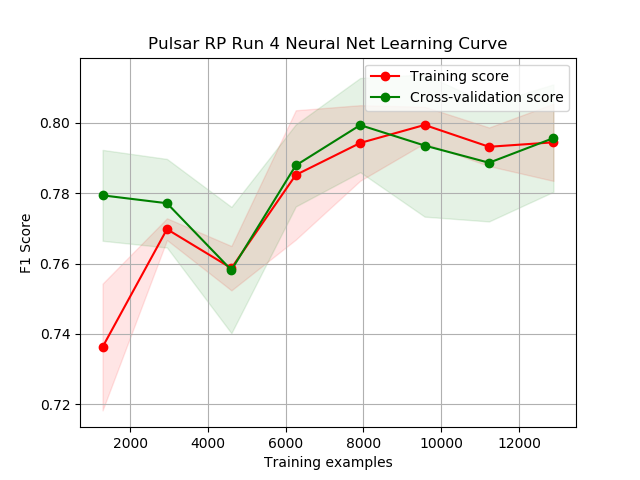 Pulsar RP Run 4 Neural Net Learning Curve
Training score
Cross-validation score
F1 Score
0.80
0.78
0.76
0.74
0.72
2000 4000 6000 8000 10000 12000
Training examples